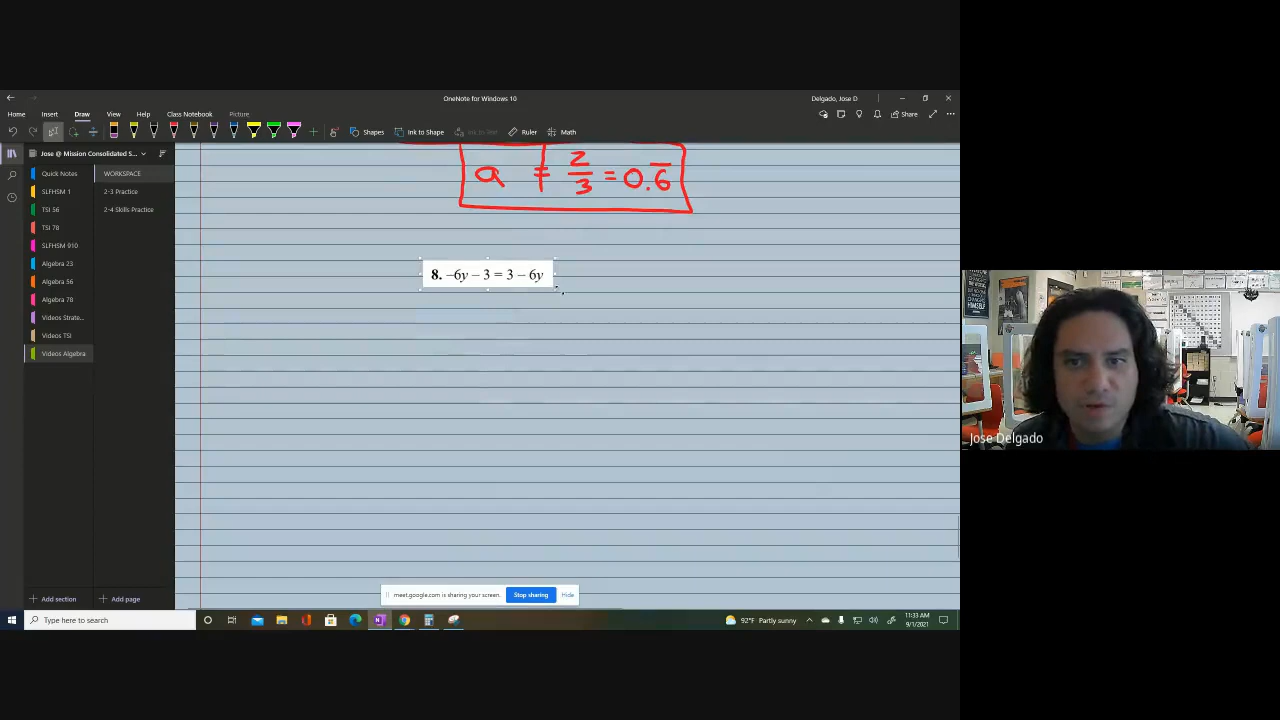 OneNote for Windows 10
Delgado, Jose D
Home Insert Draw View Help Class Notebook Picture
Share
Shapes Ink to Shape Ink to Text Ruler Math
Jose @ Mission Consolidated S...
Quick Notes
SLFHSM 1
TSI 56
TSI 78
SLFHSM 910
Algebra 23
Algebra 56
Algebra 78
Videos Strate...
Videos TSI
Videos Algebra
WORKSPACE
2-3 Practice
2-4 Skills Practice
a = 2/3 = 0.6̅
8. –6y – 3 = 3 – 6y
Jose Delgado
Add section
Add page
meet.google.com is sharing your screen.
Stop sharing
Hide
Type here to search
92°F Partly sunny
11:33 AM
9/1/2021